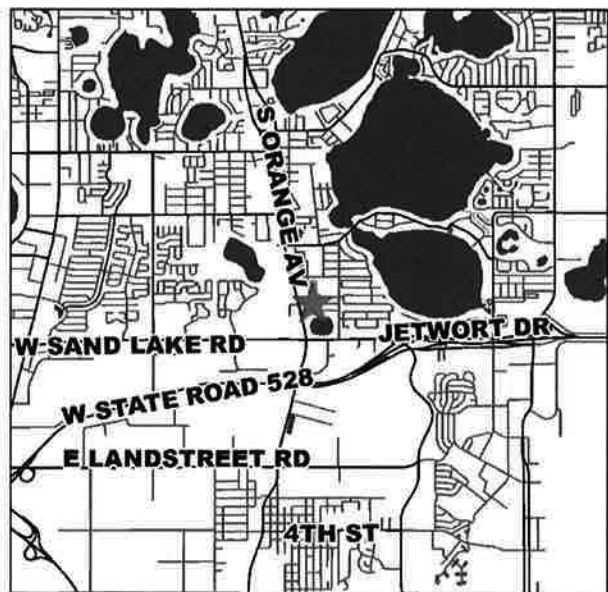 S ORANGE AV
JETWORT DR
W SAND LAKE RD
W STATE ROAD 528
E LANDSTREET RD
4TH ST